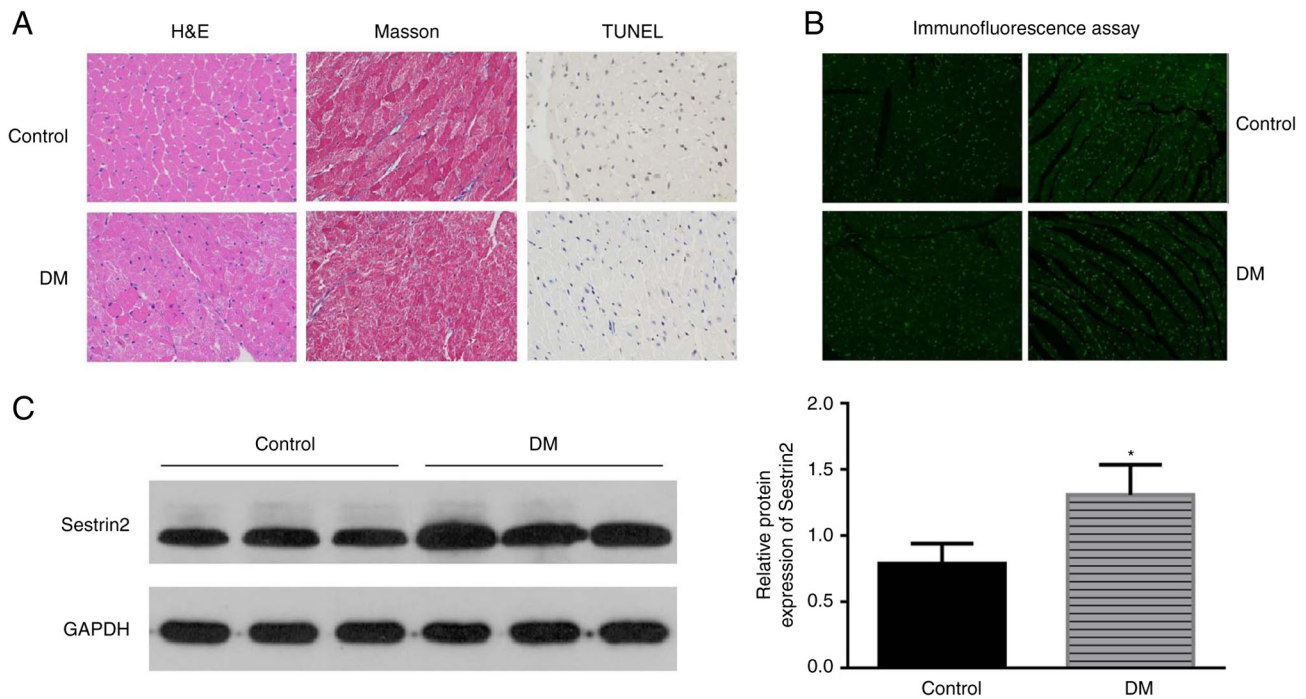 A
H&E
Masson
TUNEL
Control
DM
B
Immunofluorescence assay
Control
DM
C
Control
DM
Sestrin2
GAPDH
Relative protein
expression of Sestrin2
2.0
1.5
1.0
0.5
0.0
*
Control
DM